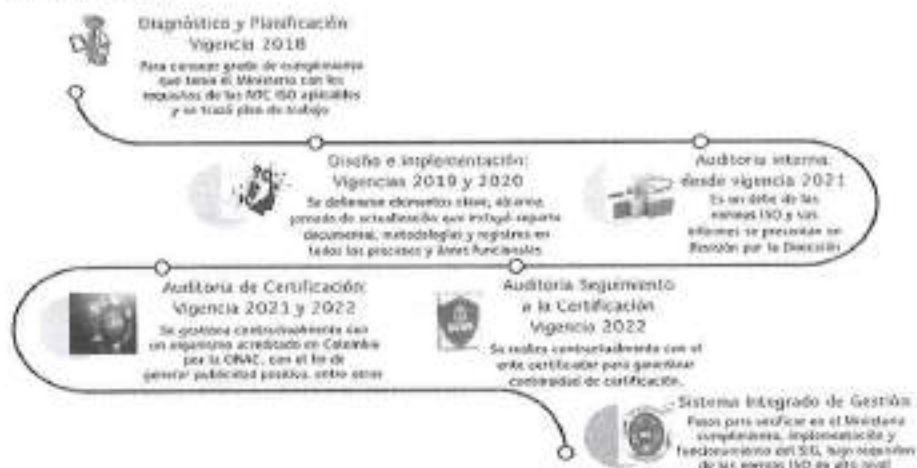 Diagnóstico y Planificación
Vigencia 2018
Para conocer grado de cumplimiento
que tenía el Ministerio con los
requisitos de las NTC ISO aplicables
y se trazó plan de trabajo
Diseño e implementación:
Vigencias 2019 y 2020
Se definieron elementos clave, alcance,
jornada de actualización que incluyó soporte
documental, metodologías y registros en
todos los procesos y áreas funcionales
Auditoría interna:
desde vigencia 2021
Es un debe de las
normas ISO y sus
informes se presentan en
Revisión por la Dirección
Auditoría de Certificación:
Vigencia 2021 y 2022
Se gestiona contractualmente con
un organismo acreditado en Colombia
por la ONAC, con el fin de
generar publicidad positiva, entre otros
Auditoría Seguimiento
a la Certificación
Vigencia 2022
Se realiza contractualmente con el
ente certificador para garantizar
continuidad de certificación.
Sistema Integrado de Gestión:
Pasos para verificar en el Ministerio
cumplimiento, implementación y
funcionamiento del SIG, bajo requisitos
de las normas ISO de alto nivel